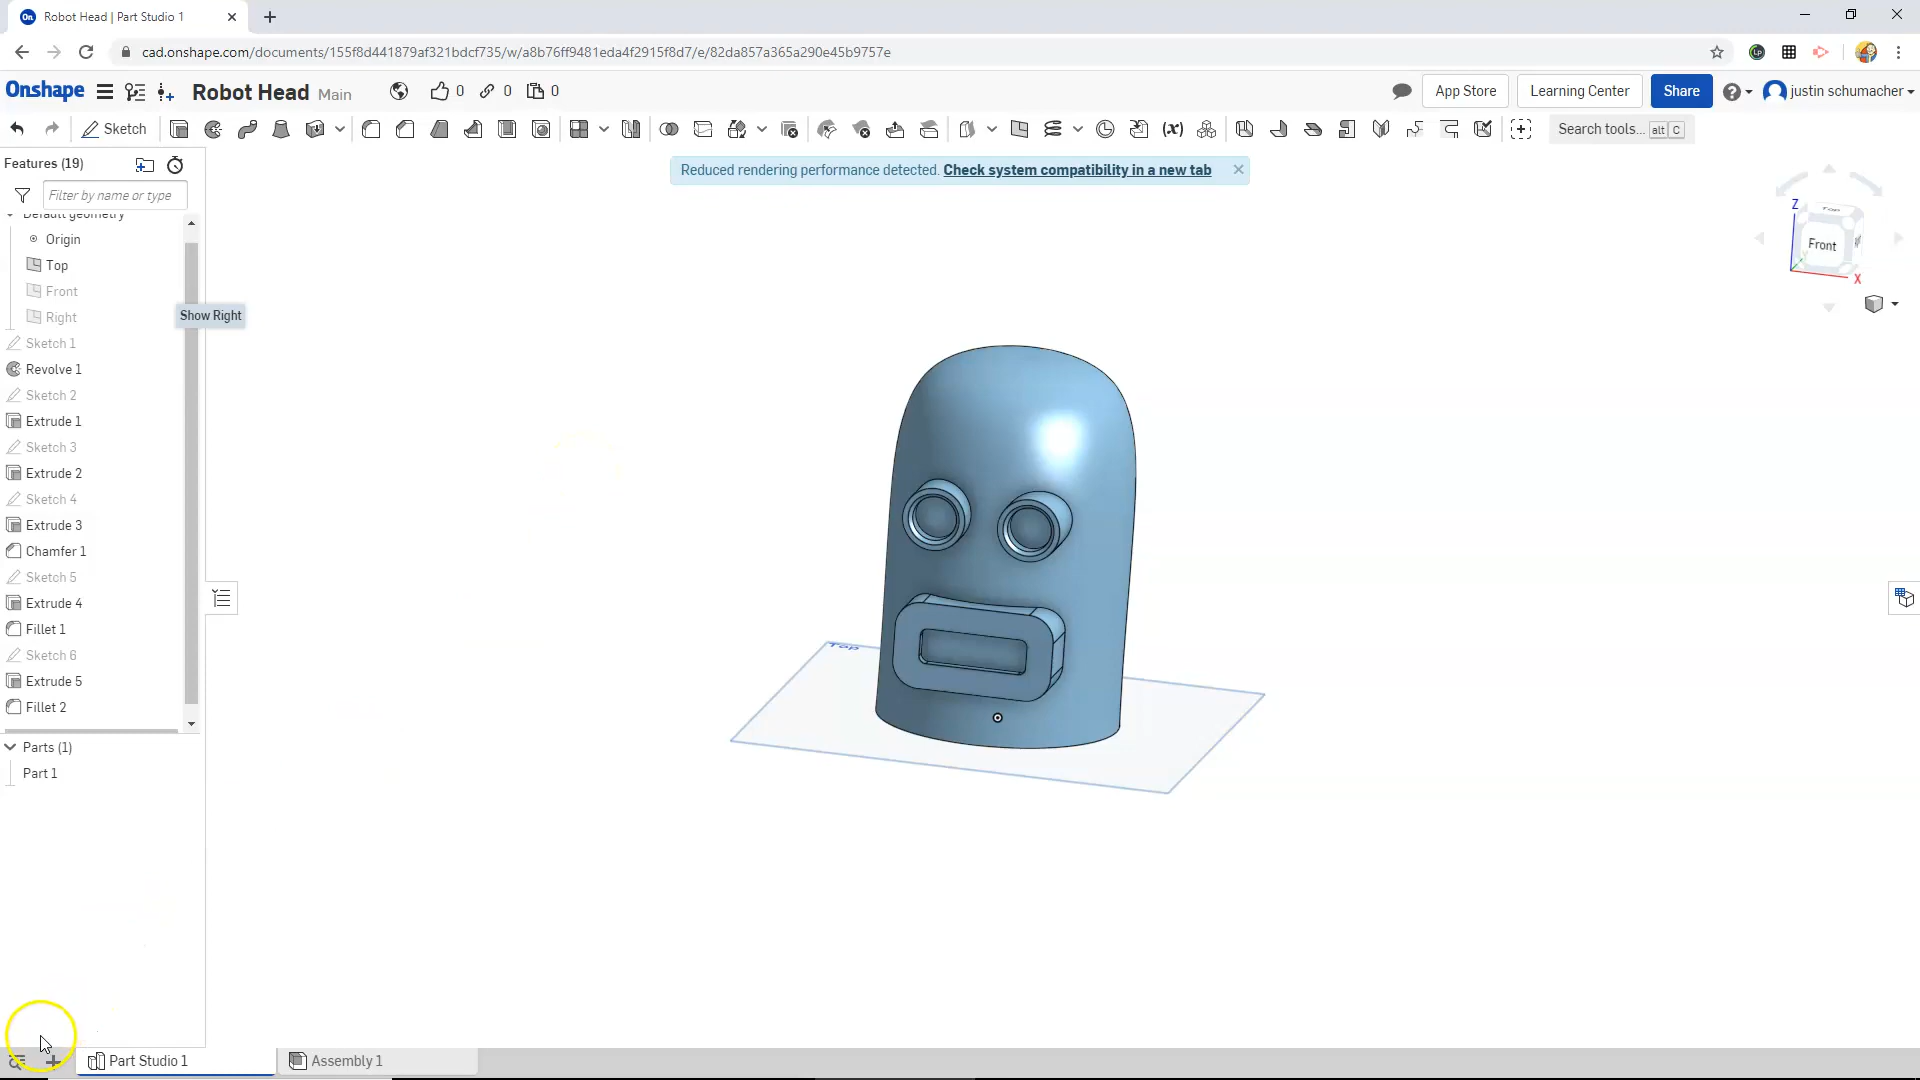 Robot Head | Part Studio 1
cad.onshape.com/documents/155f8d441879af321bdcf735/w/a8b76ff9481eda4f2915f8d7/e/82da857a365a290e45b9757e
Onshape Robot Head Main 0 0 0 App Store Learning Center Share justin schumacher
Sketch Search tools... alt C
Features (19)
Reduced rendering performance detected. Check system compatibility in a new tab
Filter by name or type
Default geometry
Origin
Top
Front
Right
Show Right
Sketch 1
Revolve 1
Sketch 2
Extrude 1
Sketch 3
Extrude 2
Sketch 4
Extrude 3
Chamfer 1
Sketch 5
Extrude 4
Fillet 1
Sketch 6
Extrude 5
Fillet 2
Parts (1)
Part 1
Top
Z
Top
Front
X
Part Studio 1
Assembly 1